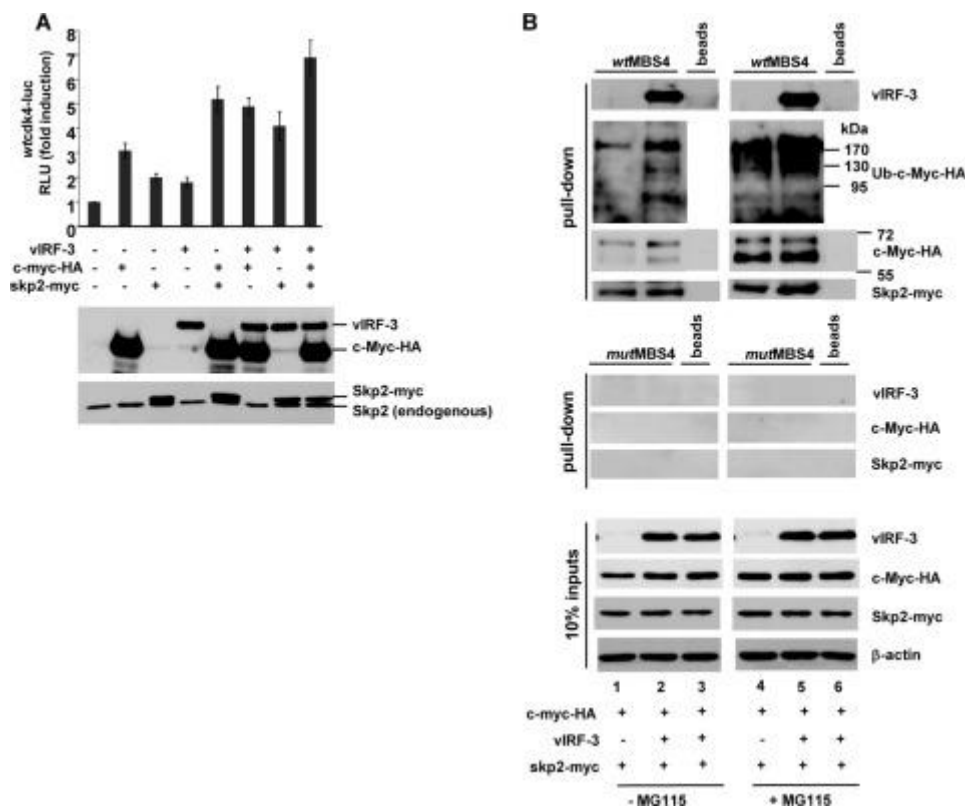 A
wtcdk4-luc
RLU (fold induction)
8
7
6
5
4
3
2
1
0
vIRF-3 - - - + - + + +
c-myc-HA - + - - + + - +
skp2-myc - - + - + - + +
vIRF-3
c-Myc-HA
Skp2-myc
Skp2 (endogenous)
B
wtMBS4 beads wtMBS4 beads
pull-down
vIRF-3
kDa
170
130
95
Ub-c-Myc-HA
72
c-Myc-HA
55
Skp2-myc
mutMBS4 beads mutMBS4 beads
pull-down
vIRF-3
c-Myc-HA
Skp2-myc
10% inputs
vIRF-3
c-Myc-HA
Skp2-myc
β-actin
1 2 3 4 5 6
c-myc-HA + + + + + +
vIRF-3 - + + - + +
skp2-myc + + + + + +
- MG115 + MG115